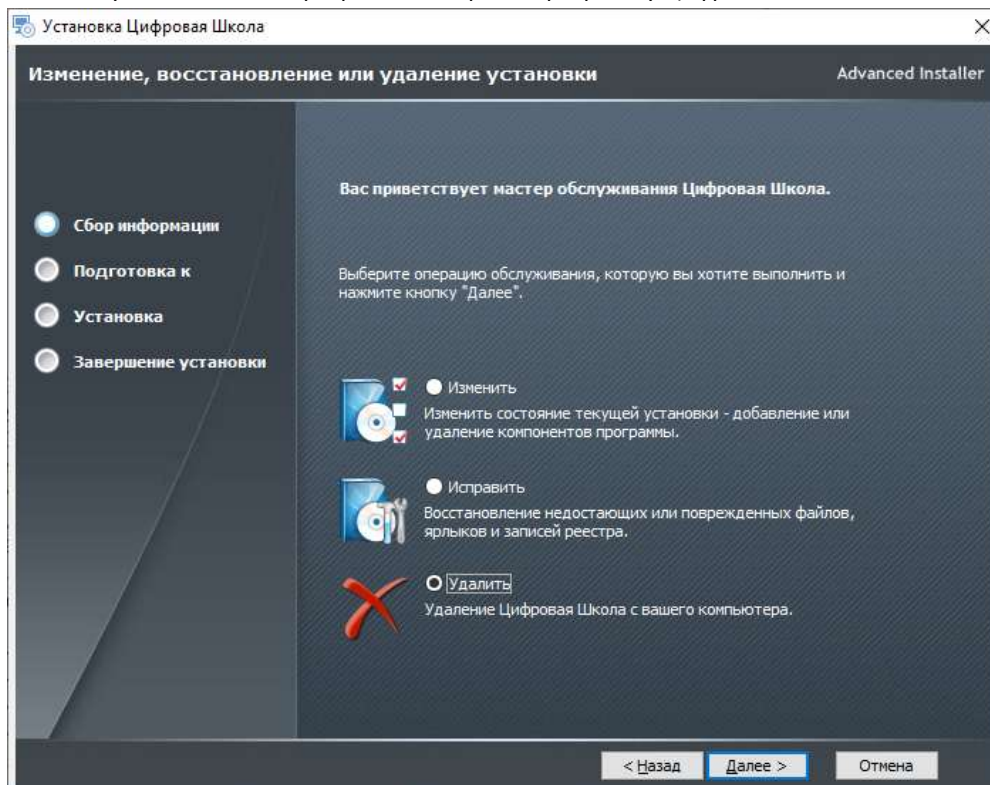 Установка Цифровая Школа
Изменение, восстановление или удаление установки
Advanced Installer
Сбор информации
Подготовка к
Установка
Завершение установки
Вас приветствует мастер обслуживания Цифровая Школа.
Выберите операцию обслуживания, которую вы хотите выполнить и
нажмите кнопку "Далее".
Изменить
Изменить состояние текущей установки - добавление или
удаление компонентов программы.
Исправить
Восстановление недостающих или поврежденных файлов,
ярлыков и записей реестра.
Удалить
Удаление Цифровая Школа с вашего компьютера.
< Назад
Далее >
Отмена